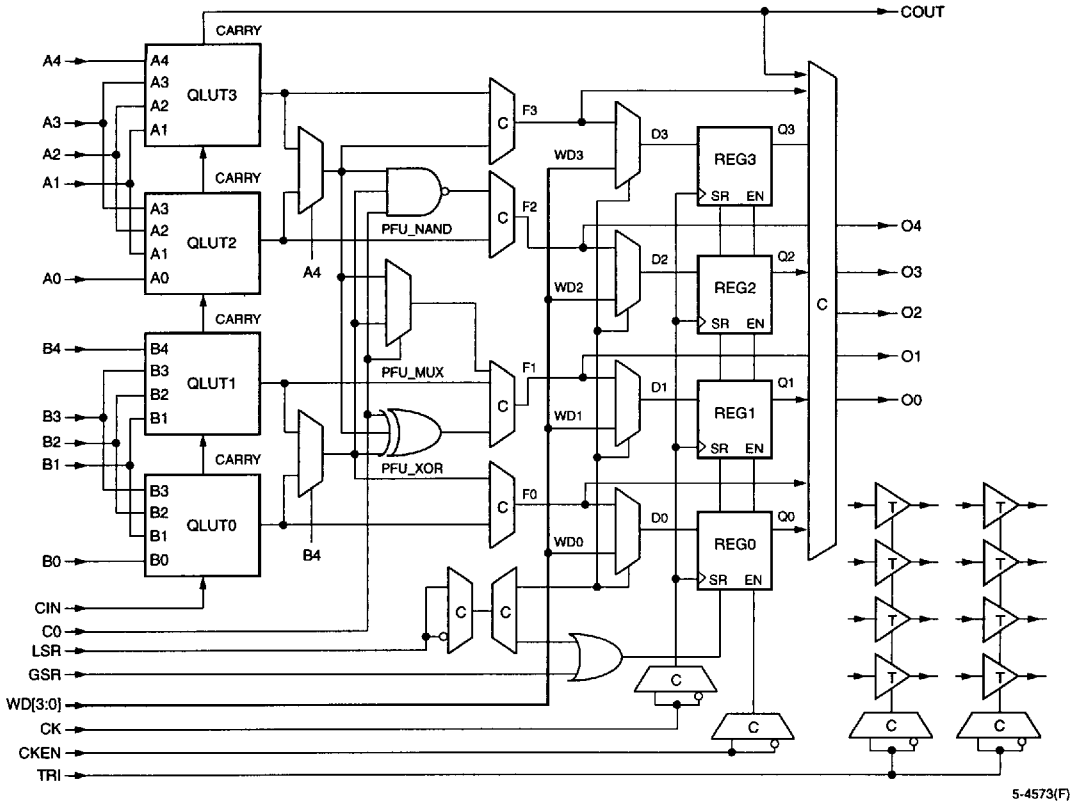 COUT
CARRY
A4
A4
A3
QLUT3
A2
A3
A1
A2
A1
CARRY
A3
A2
QLUT2
A1
A0
A0
CARRY
B4
B4
B3
QLUT1
B2
B3
B1
B2
B1
CARRY
B3
B2
QLUT0
B1
B0
B0
CIN
C0
LSR
GSR
WD[3:0]
CK
CKEN
TRI
A4
B4
PFU_NAND
PFU_MUX
PFU_XOR
C
F3
C
F2
C
F1
C
F0
C
C
WD3
D3
REG3
SR
EN
Q3
WD2
D2
REG2
SR
EN
Q2
WD1
D1
REG1
SR
EN
Q1
WD0
D0
REG0
SR
EN
Q0
C
C
C
O4
O3
O2
O1
O0
T
T
T
T
T
T
T
T
C
C
5-4573(F)